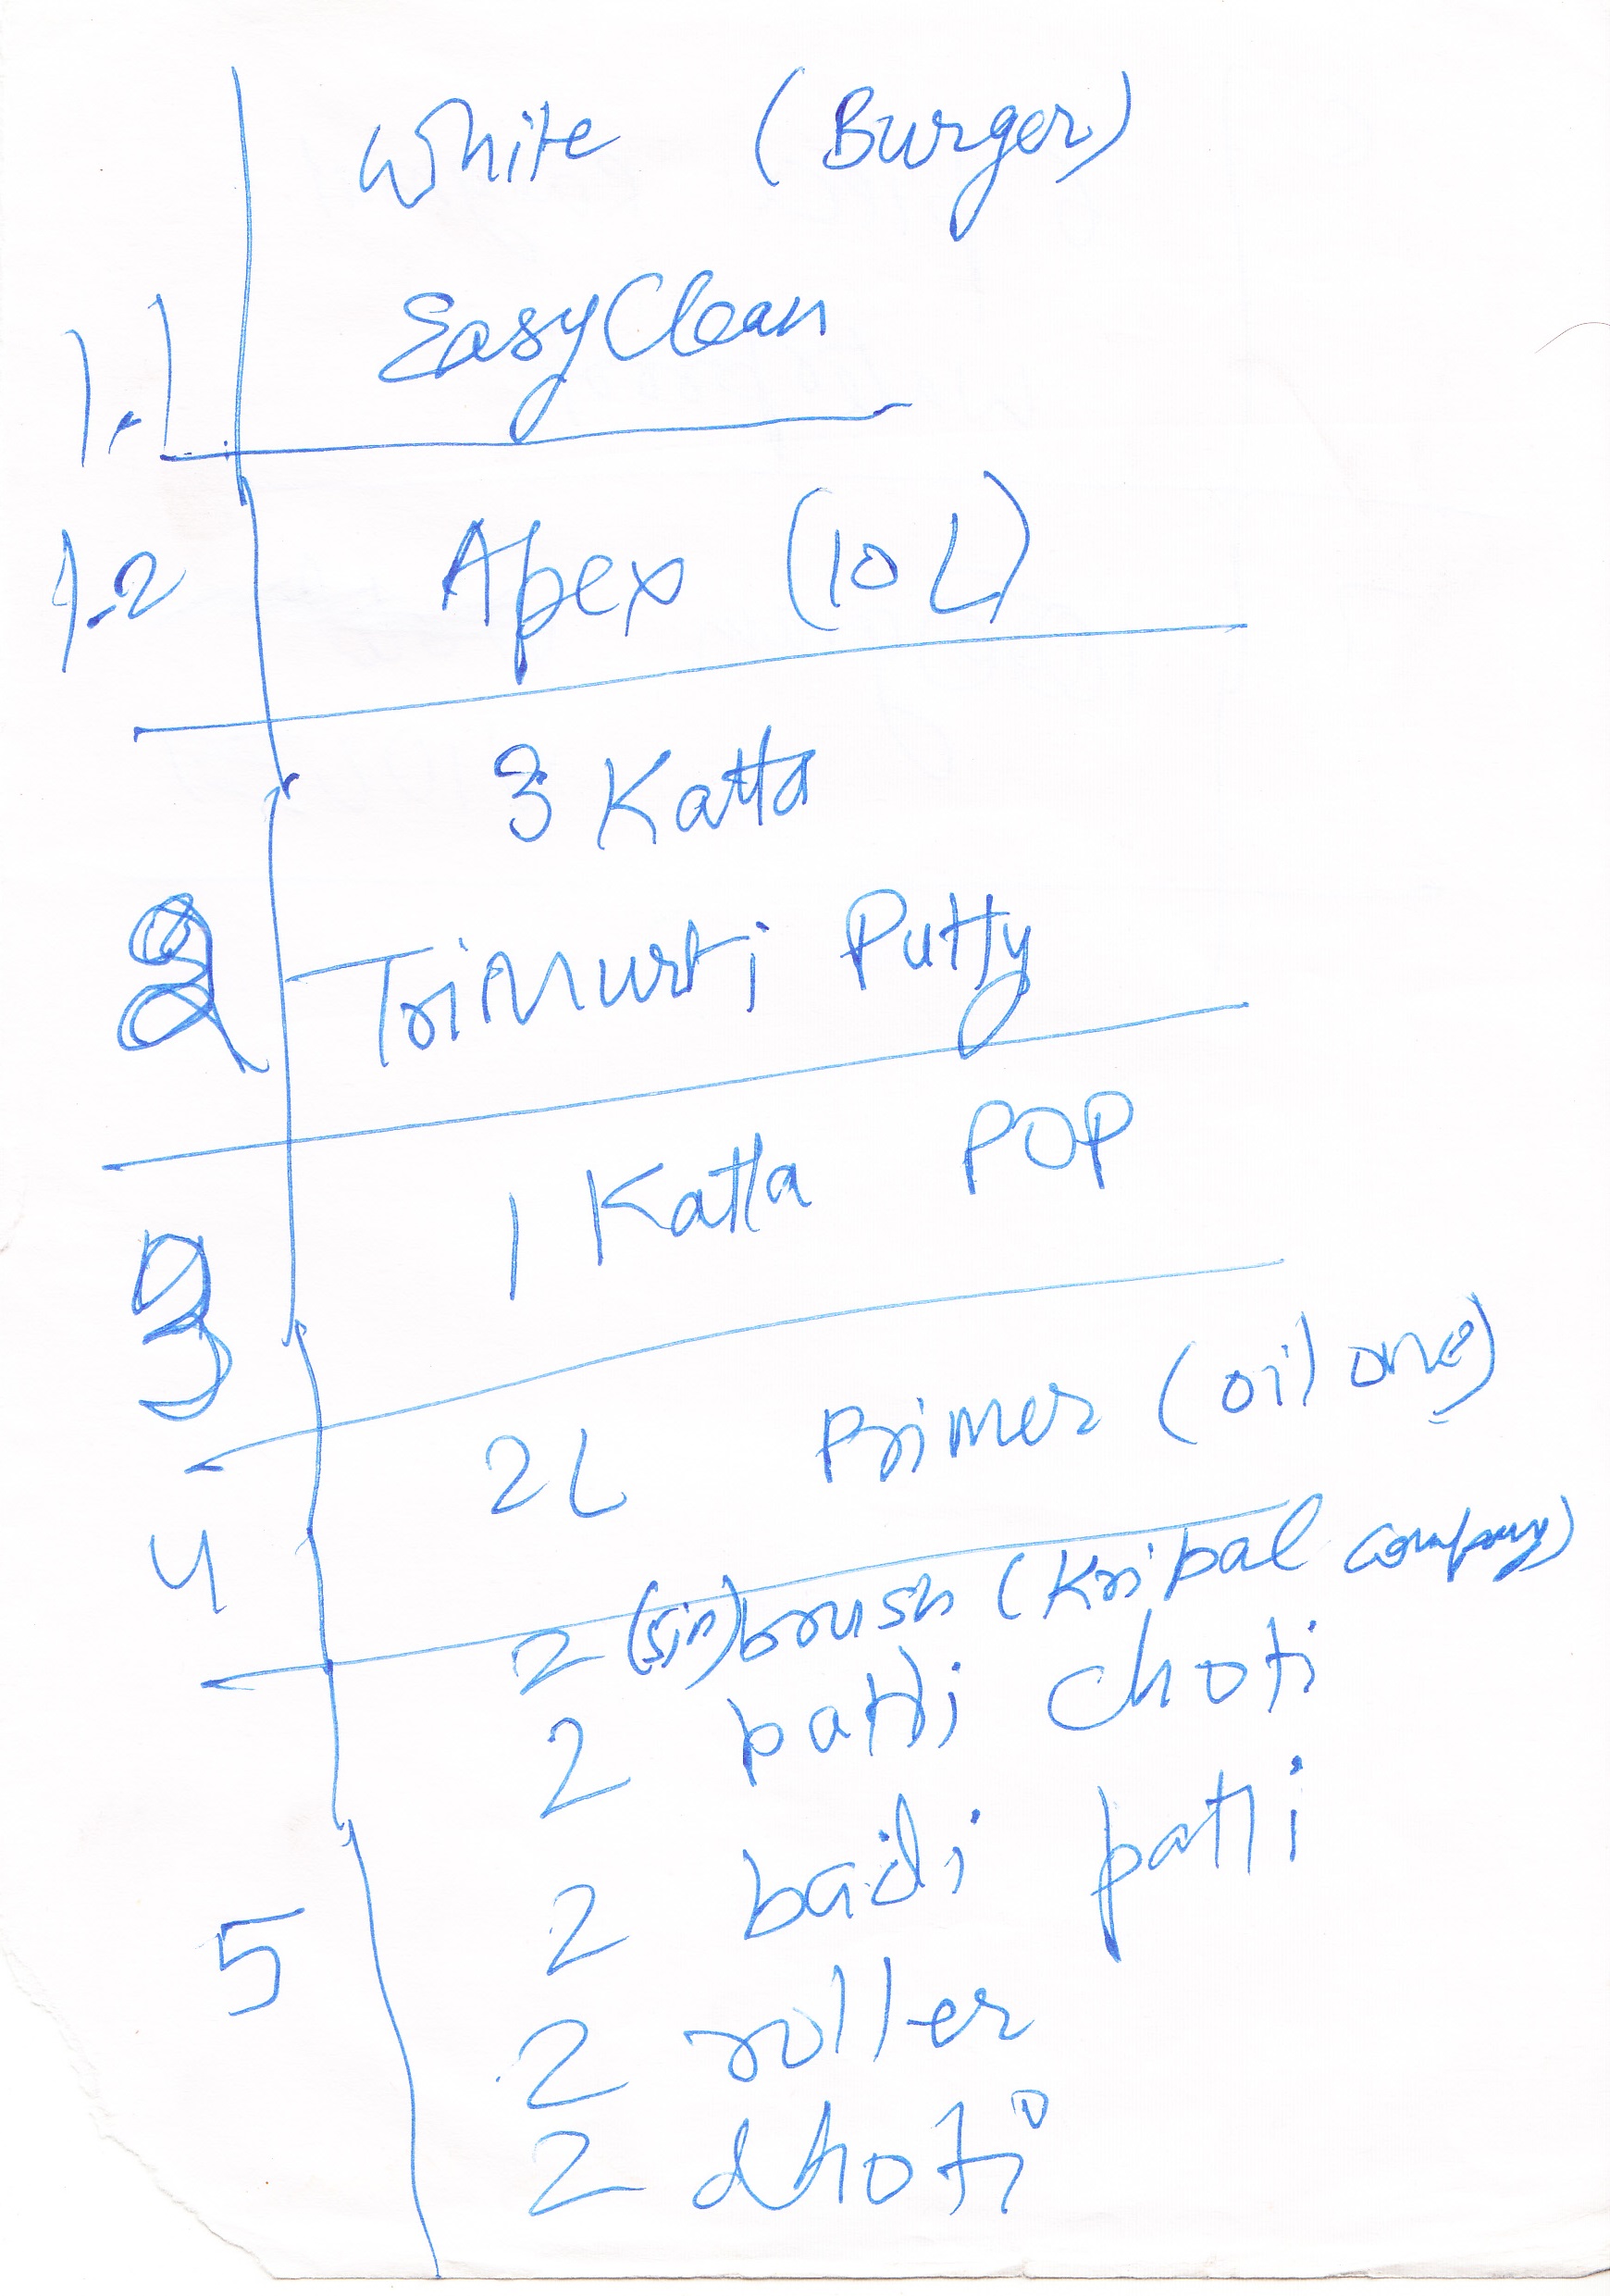 White (Burger)
1.1 EasyClean
1.2 Apex (10 L)
3 Katta
2 Trimurti Putty
1 Katta POP
3
2L Primer (oil one)
4
2 (5in) brush (Kripal company)
2 patti choti
2 badi patti
5
2 roller
2 dhoti